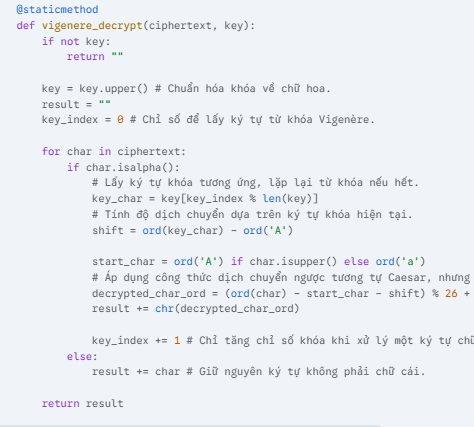 @staticmethod
def vigenere_decrypt(ciphertext, key):
    if not key:
        return ""

    key = key.upper() # Chuẩn hóa khóa về chữ hoa.
    result = ""
    key_index = 0 # Chỉ số để lấy ký tự từ khóa Vigenère.

    for char in ciphertext:
        if char.isalpha():
            # Lấy ký tự khóa tương ứng, lặp lại từ khóa nếu hết.
            key_char = key[key_index % len(key)]
            # Tính độ dịch chuyển dựa trên ký tự khóa hiện tại.
            shift = ord(key_char) - ord('A')

            start_char = ord('A') if char.isupper() else ord('a')
            # Áp dụng công thức dịch chuyển ngược tương tự Caesar, nhưng
            decrypted_char_ord = (ord(char) - start_char - shift) % 26 +
            result += chr(decrypted_char_ord)

            key_index += 1 # Chỉ tăng chỉ số khóa khi xử lý một ký tự
        else:
            result += char # Giữ nguyên ký tự không phải chữ cái.

    return result